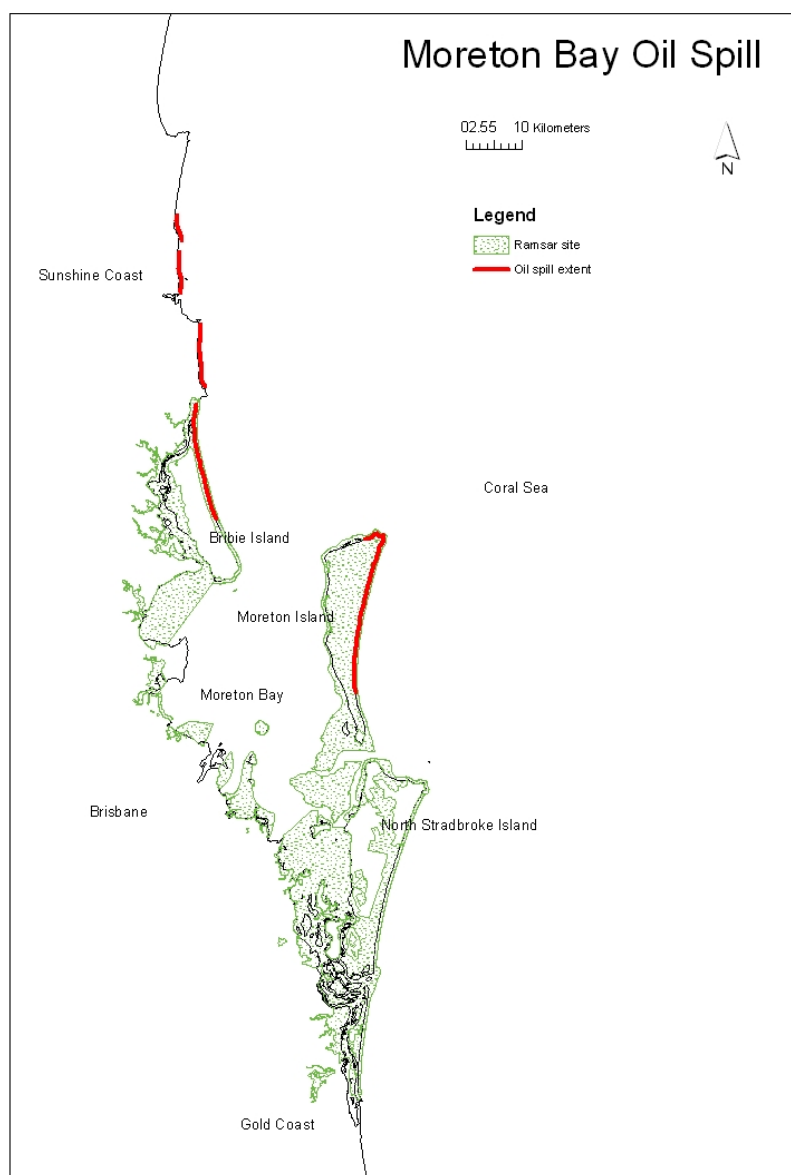 Moreton Bay Oil Spill
02.55 10 Kilometers
N
Legend
Ramsar site
Oil spill extent
Sunshine Coast
Coral Sea
Bribie Island
Moreton Island
Moreton Bay
Brisbane
North Stradbroke Island
Gold Coast